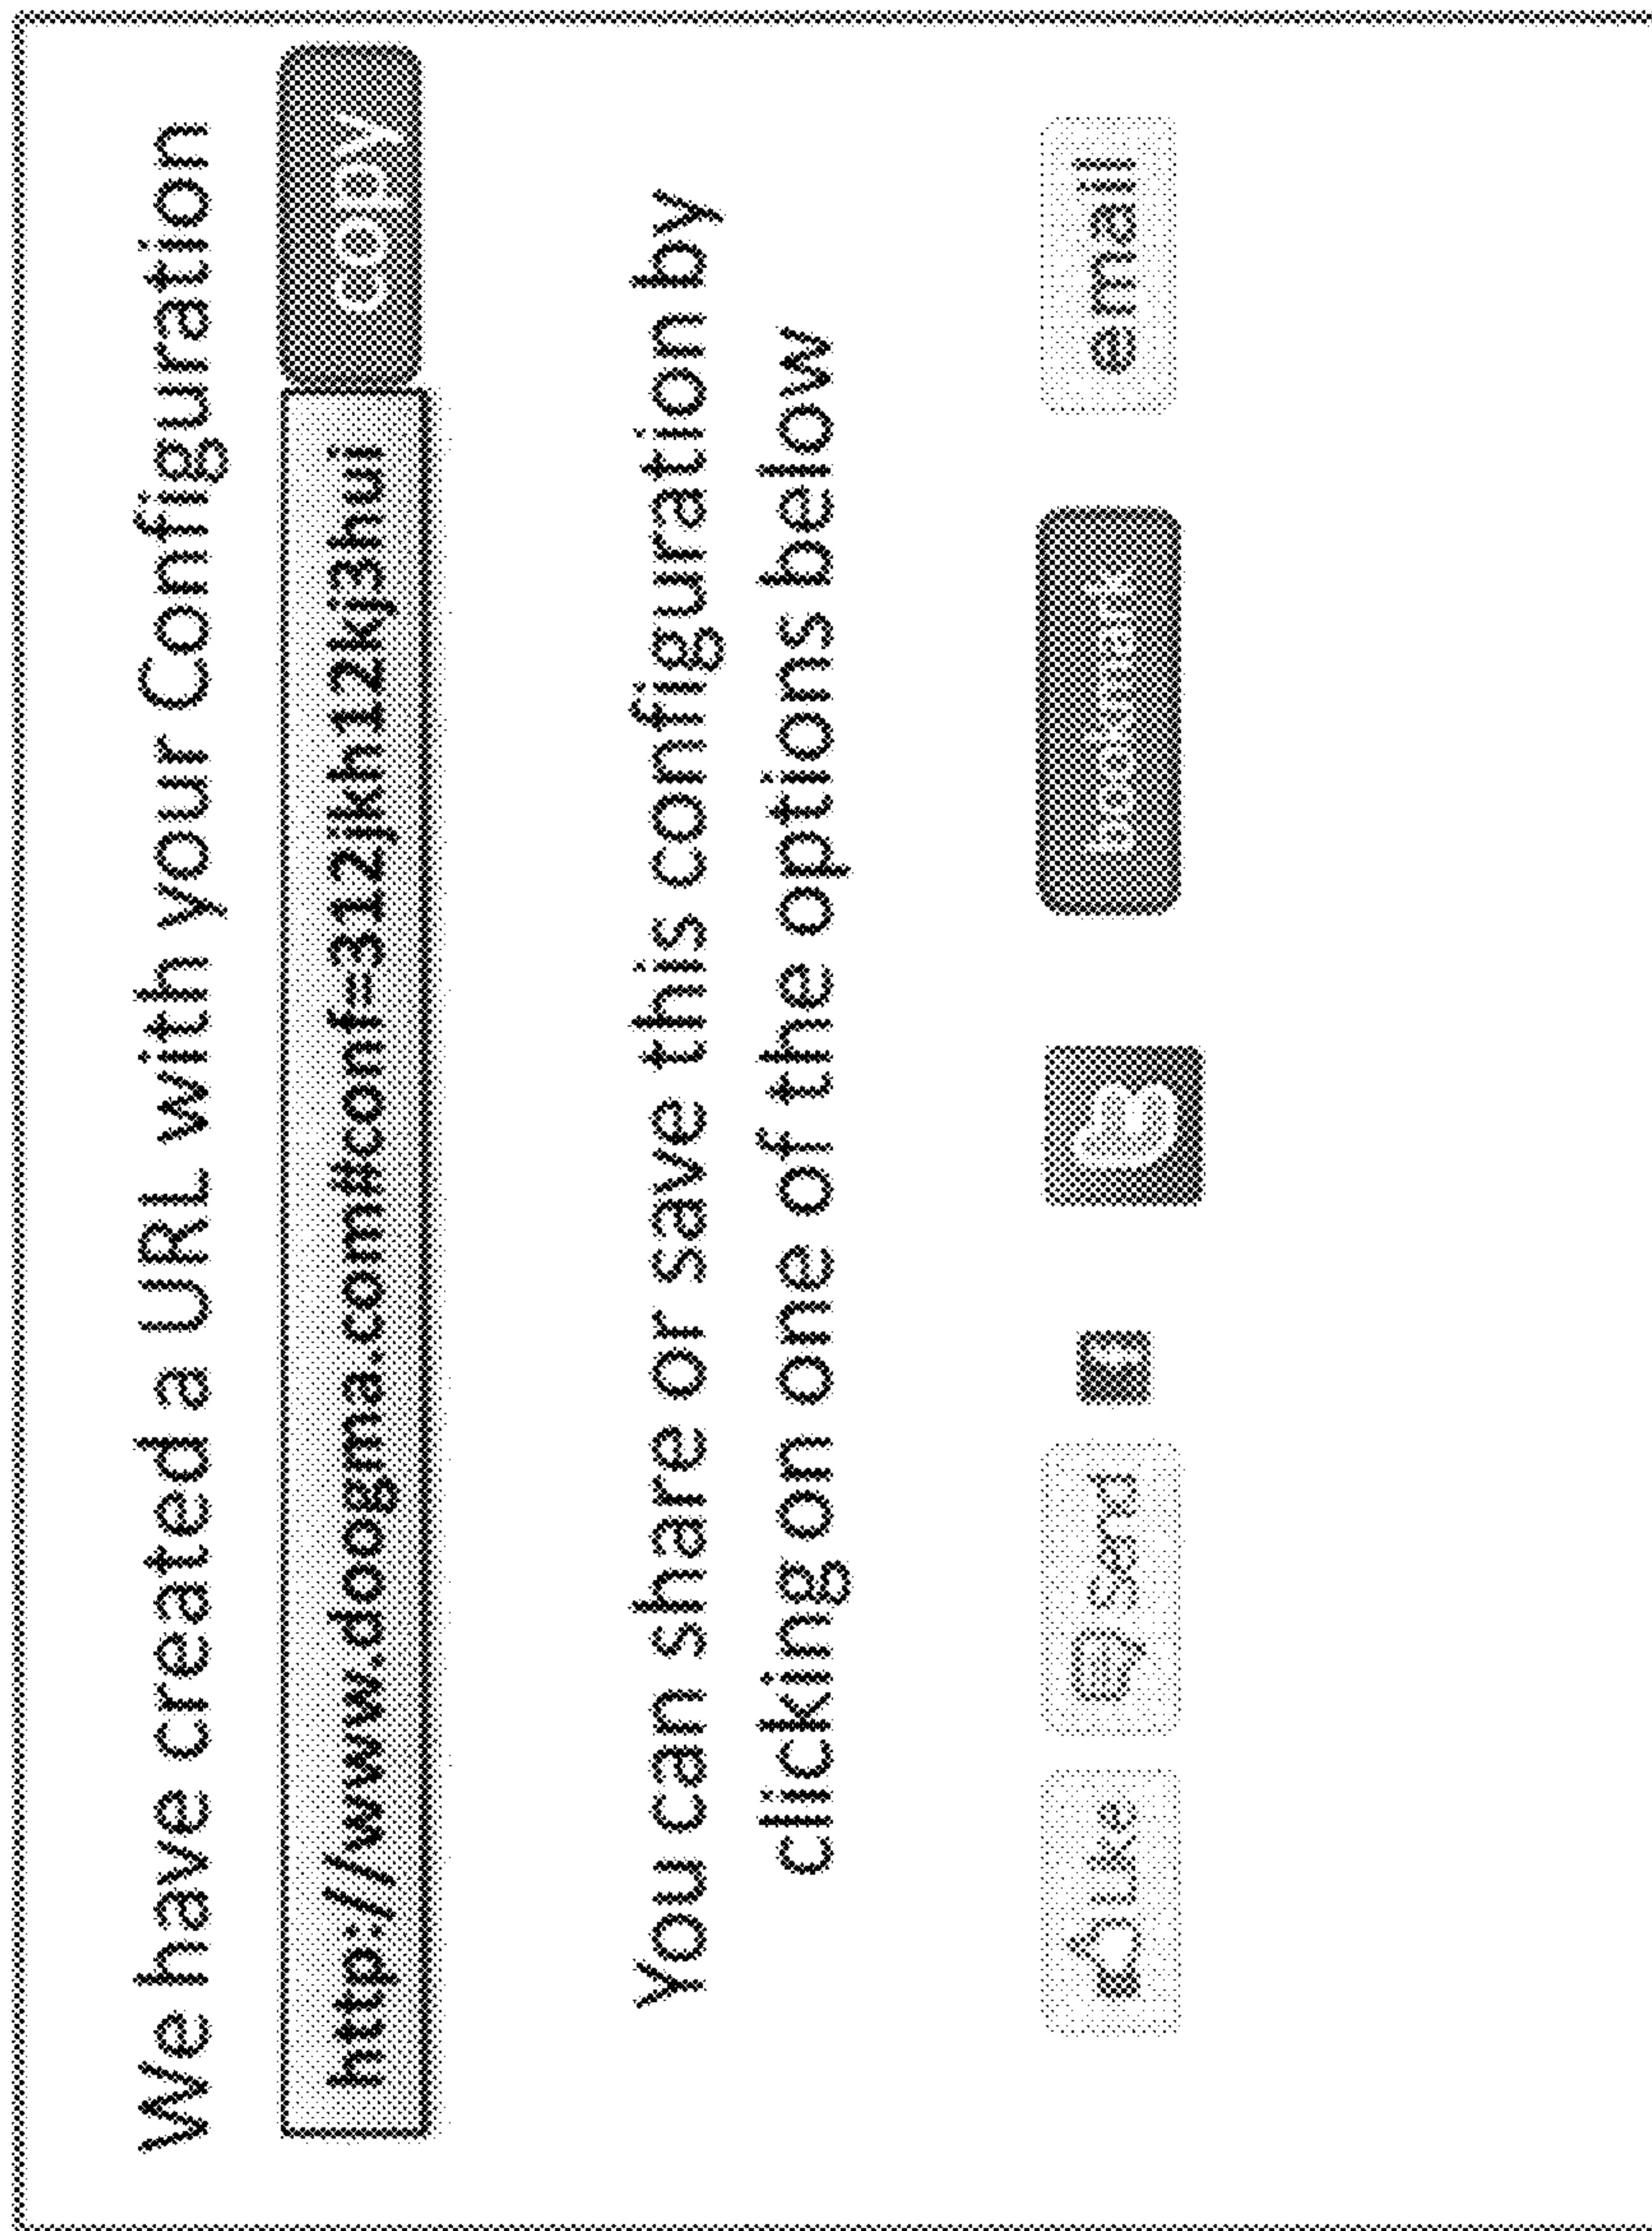 We have created a URL with your Configuration
http://www.doogma.com#conf=312jkh12kj3hui copy
You can share or save this configuration by
clicking on one of the options below
Like send bookmark email